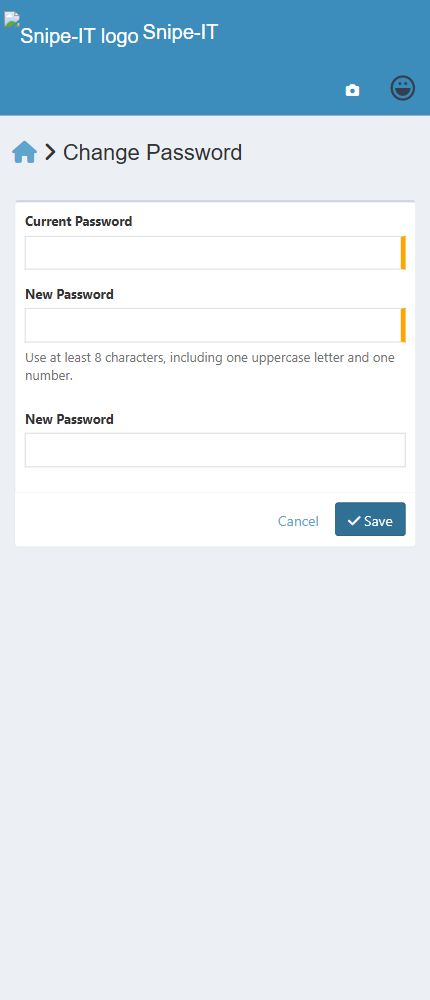 Snipe-IT logo Snipe-IT
Change Password
Current Password
New Password
Use at least 8 characters, including one uppercase letter and one
number.
New Password
Cancel
Save